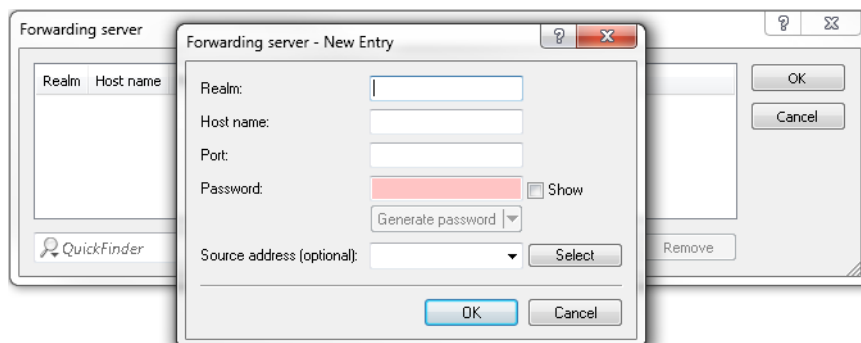 Forwarding server
Realm Host name
OK
Cancel
QuickFinder
Remove
Forwarding server - New Entry
Realm:
Host name:
Port:
Password:
Show
Generate password
Source address (optional):
Select
OK
Cancel